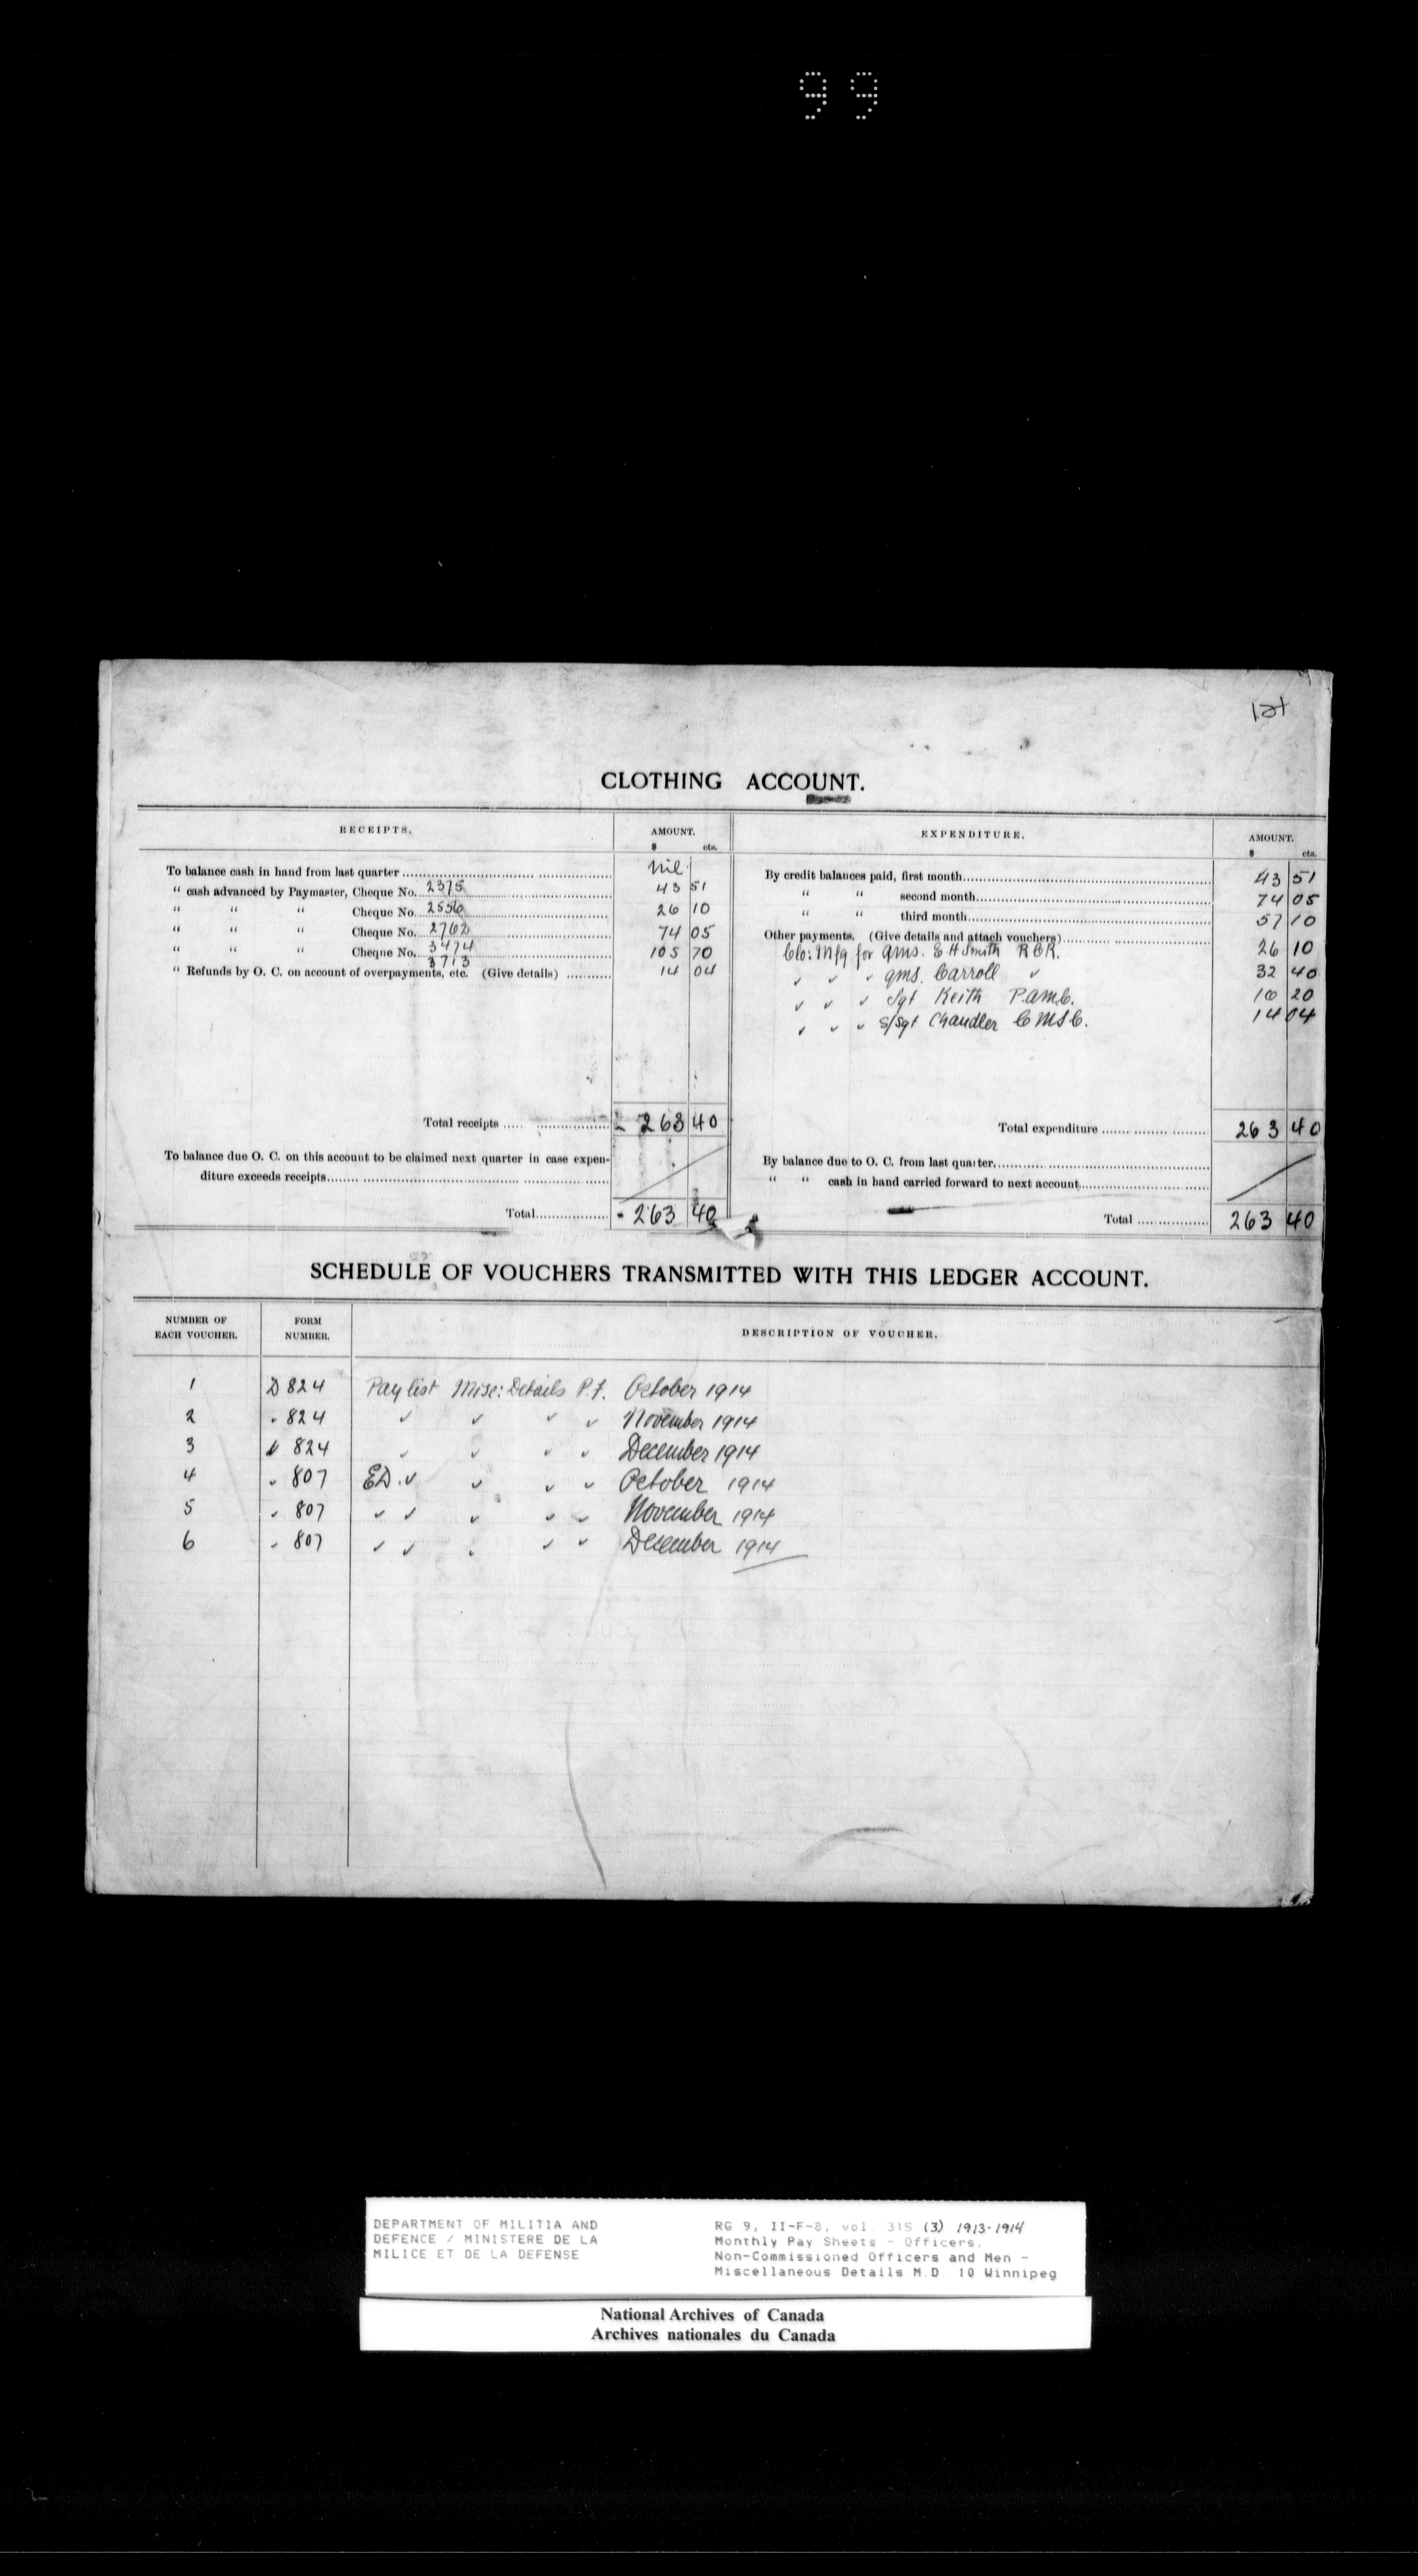 99
121
CLOTHING ACCOUNT.
RECEIPTS. AMOUNT. $ cts.
To balance cash in hand from last quarter Nil
“ cash advanced by Paymaster, Cheque No. 2375 43 51
“ “ “ Cheque No. 2556 26 10
“ “ “ Cheque No. 2762 74 05
“ “ “ Cheque No. 3474 105 70
3713
“ Refunds by O. C. on account of overpayments, etc. (Give details) 14 04
Total receipts 263 40
To balance due O. C. on this account to be claimed next quarter in case expen-
diture exceeds receipts
Total 263 40
EXPENDITURE. AMOUNT. $ cts.
By credit balances paid, first month 43 51
“ “ second month 74 05
“ “ third month 57 10
Other payments. (Give details and attach vouchers)
Clo: Mfg for Qms. E H Smith RCR. 26 10
✓ ✓ ✓ Qms. Carroll ✓ 32 40
✓ ✓ ✓ Sgt Keith P.A.M.C. 16 20
✓ ✓ ✓ S/Sgt Chandler C M S C. 14 04
Total expenditure 263 40
By balance due to O. C. from last quarter
“ “ cash in hand carried forward to next account
Total 263 40
SCHEDULE OF VOUCHERS TRANSMITTED WITH THIS LEDGER ACCOUNT.
NUMBER OF EACH VOUCHER. FORM NUMBER. DESCRIPTION OF VOUCHER.
1 D 824 Pay list Misc: Details P.F. October 1914
2 ✓ 824 ✓ ✓ ✓ ✓ November 1914
3 ✓ 824 ✓ ✓ ✓ ✓ December 1914
4 ✓ 807 ED. ✓ ✓ ✓ ✓ October 1914
5 ✓ 807 ✓ ✓ ✓ ✓ ✓ November 1914
6 ✓ 807 ✓ ✓ ✓ ✓ ✓ December 1914
DEPARTMENT OF MILITIA AND
DEFENCE / MINISTERE DE LA
MILICE ET DE LA DEFENSE
RG 9, II-F-8, vol. 315 (3) 1913-1914
Monthly Pay Sheets - Officers,
Non-Commissioned Officers and Men -
Miscellaneous Details M.D. 10 Winnipeg
National Archives of Canada
Archives nationales du Canada